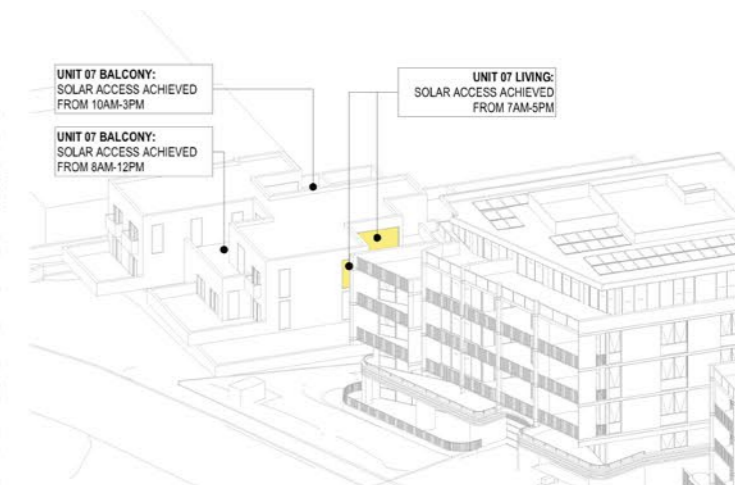 UNIT 07 BALCONY:
SOLAR ACCESS ACHIEVED
FROM 10AM-3PM
UNIT 07 BALCONY:
SOLAR ACCESS ACHIEVED
FROM 8AM-12PM
UNIT 07 LIVING:
SOLAR ACCESS ACHIEVED
FROM 7AM-5PM